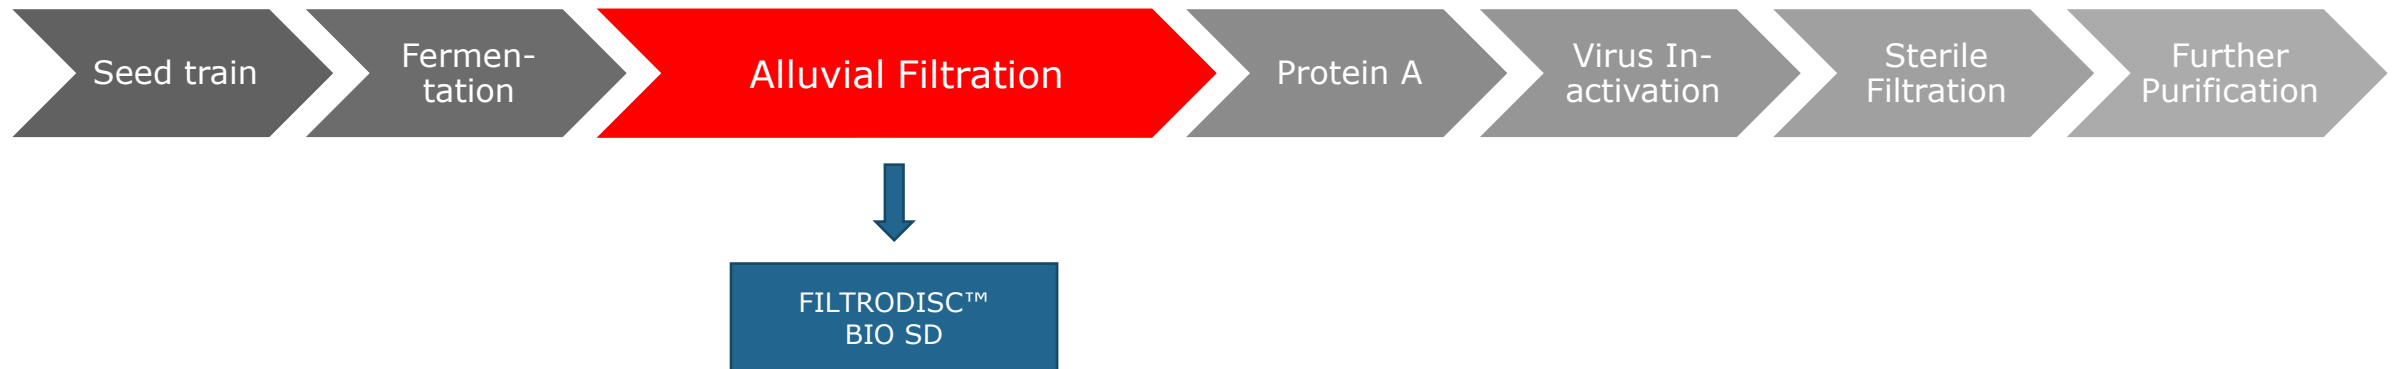 Seed train
Fermen-
tation
Alluvial Filtration
Protein A
Virus In-
activation
Sterile
Filtration
Further
Purification
FILTRODISC™
BIO SD